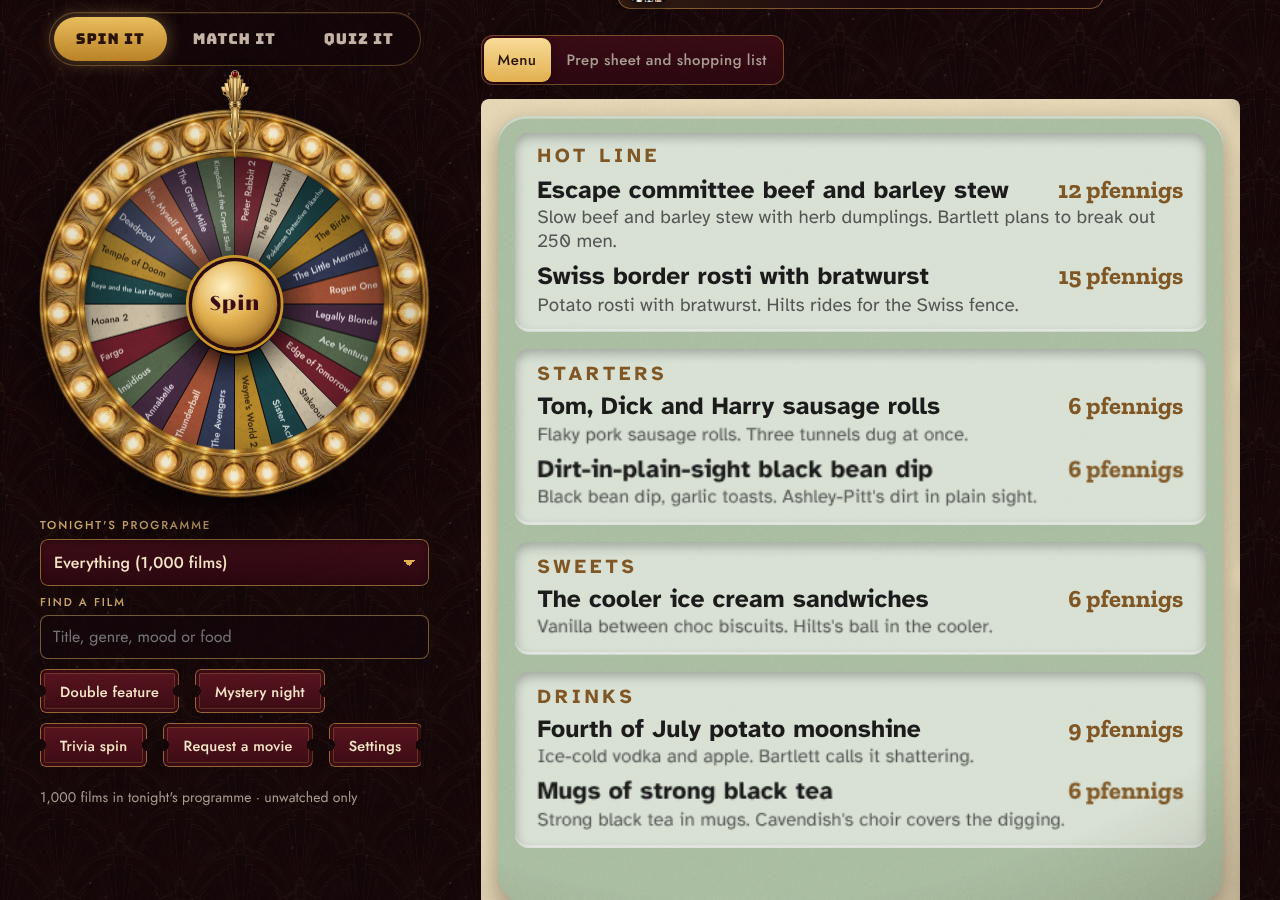 SPIN IT
MATCH IT
QUIZ IT
Kingdom of the Crystal Skull
Peter Rabbit 2
The Big Lebowski
Pokémon Detective Pikachu
The Birds
The Little Mermaid
Rogue One
Legally Blonde
Ace Ventura
Edge of Tomorrow
Stakeout
Sister Act
Wayne's World 2
The Avengers
Thunderball
Annabelle
Insidious
Fargo
Moana 2
Raya and the Last Dragon
Temple of Doom
Deadpool
Me, Myself & Irene
The Green Mile
Spin
TONIGHT'S PROGRAMME
Everything (1,000 films)
FIND A FILM
Title, genre, mood or food
Double feature
Mystery night
Trivia spin
Request a movie
Settings
1,000 films in tonight's programme · unwatched only
Menu
Prep sheet and shopping list
HOT LINE
Escape committee beef and barley stew 12 pfennigs
Slow beef and barley stew with herb dumplings. Bartlett plans to break out
250 men.
Swiss border rosti with bratwurst 15 pfennigs
Potato rosti with bratwurst. Hilts rides for the Swiss fence.
STARTERS
Tom, Dick and Harry sausage rolls 6 pfennigs
Flaky pork sausage rolls. Three tunnels dug at once.
Dirt-in-plain-sight black bean dip 6 pfennigs
Black bean dip, garlic toasts. Ashley-Pitt's dirt in plain sight.
SWEETS
The cooler ice cream sandwiches 6 pfennigs
Vanilla between choc biscuits. Hilts's ball in the cooler.
DRINKS
Fourth of July potato moonshine 9 pfennigs
Ice-cold vodka and apple. Bartlett calls it shattering.
Mugs of strong black tea 6 pfennigs
Strong black tea in mugs. Cavendish's choir covers the digging.